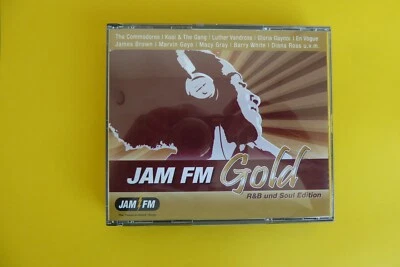 The Commodores | Kool & The Gang | Luther Vandross | Gloria Gaynor | En Vogue
James Brown | Marvin Gaye | Macy Gray | Barry White | Diana Ross u.v.m.
JAM FM Gold
R&B und Soul Edition
JAM FM